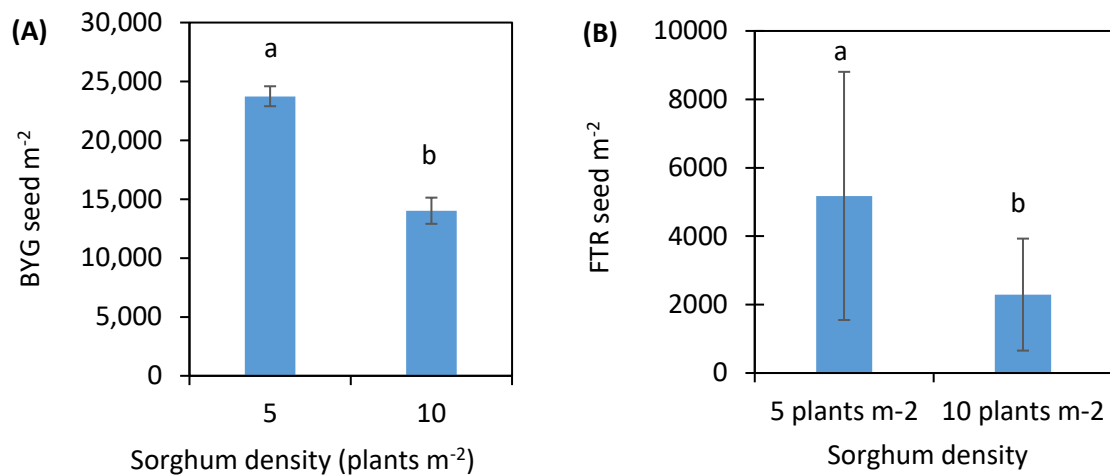 (A)
30,000
25,000
20,000
15,000
10,000
5,000
0
BYG seed m-2
a
b
5 10
Sorghum density (plants m-2)
(B)
10000
8000
6000
4000
2000
0
FTR seed m-2
a
b
5 plants m-2 10 plants m-2
Sorghum density